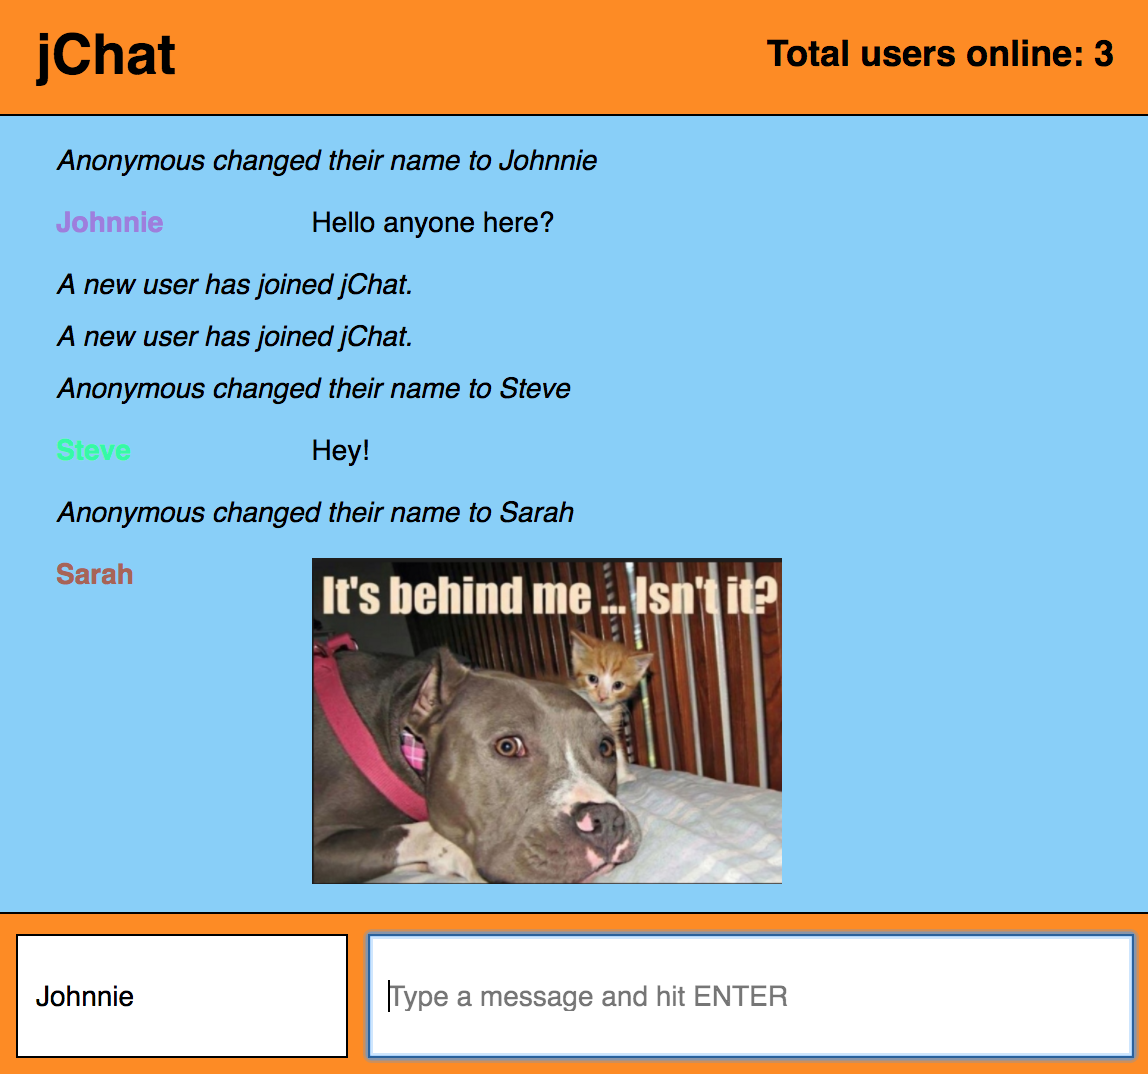 jChat
Total users online: 3
Anonymous changed their name to Johnnie
Johnnie Hello anyone here?
A new user has joined jChat.
A new user has joined jChat.
Anonymous changed their name to Steve
Steve Hey!
Anonymous changed their name to Sarah
Sarah
It's behind me ... Isn't it?
Johnnie
Type a message and hit ENTER